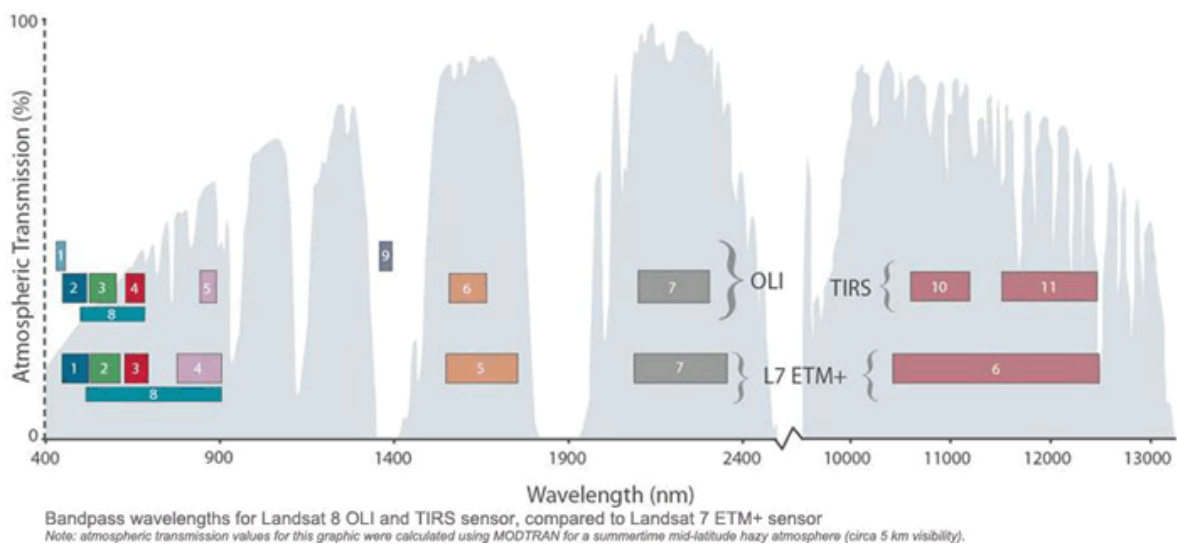 100
Atmospheric Transmission (%)
0
1
9
2 3 4 5 6 7 OLI TIRS 10 11
8
1 2 3 4 5 7 L7 ETM+ 6
8
400 900 1400 1900 2400 10000 11000 12000 13000
Wavelength (nm)
Bandpass wavelengths for Landsat 8 OLI and TIRS sensor, compared to Landsat 7 ETM+ sensor
Note: atmospheric transmission values for this graphic were calculated using MODTRAN for a summertime mid-latitude hazy atmosphere (circa 5 km visibility).